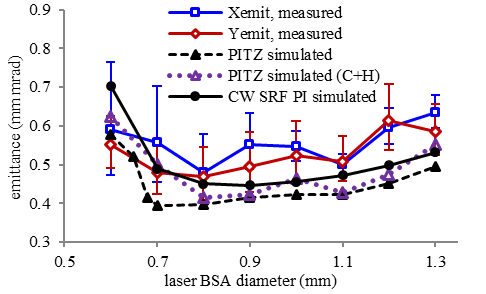 0.9
0.8
0.7
0.6
0.5
0.4
0.3
emittance (mm mrad)
Xemit, measured
Yemit, measured
PITZ simulated
PITZ simulated (C+H)
CW SRF PI simulated
0.5 0.7 0.9 1.1 1.3
laser BSA diameter (mm)